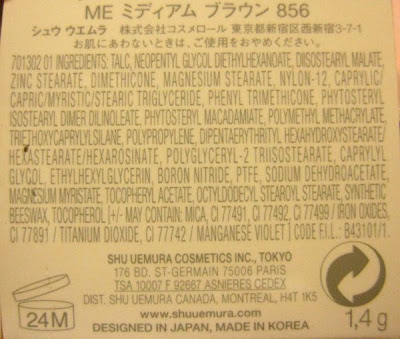 ME ミディアム ブラウン 856
シュウ ウエムラ 株式会社コスメロール 東京都新宿区西新宿3-7-1
お肌にあわないときは、ご使用をおやめください。
701302 01 INGREDIENTS: TALC, NEOPENTYL GLYCOL DIETHYLHEXANOATE, DIISOSTEARYL MALATE,
ZINC STEARATE, DIMETHICONE, MAGNESIUM STEARATE, NYLON-12, CAPRYLIC/
CAPRIC/MYRISTIC/STEARIC TRIGLYCERIDE, PHENYL TRIMETHICONE, PHYTOSTERYL
ISOSTEARYL DIMER DILINOLEATE, PHYTOSTERYL MACADAMIATE, POLYMETHYL METHACRYLATE,
TRIETHOXYCAPRYLYLSILANE, POLYPROPYLENE, DIPENTAERYTHRITYL HEXAHYDROXYSTEARATE/
HEXASTEARATE/HEXAROSINATE, POLYGLYCERYL-2 TRIISOSTEARATE, CAPRYLYL
GLYCOL, ETHYLHEXYLGLYCERIN, BORON NITRIDE, PTFE, SODIUM DEHYDROACETATE,
MAGNESIUM MYRISTATE, TOCOPHERYL ACETATE, OCTYLDODECYL STEAROYL STEARATE, SYNTHETIC
BEESWAX, TOCOPHEROL [+/- MAY CONTAIN: MICA, CI 77491, CI 77492, CI 77499 / IRON OXIDES,
CI 77891 / TITANIUM DIOXIDE, CI 77742 / MANGANESE VIOLET] CODE F.I.L.: B43101/1.
SHU UEMURA COSMETICS INC., TOKYO
176 BD. ST-GERMAIN 75006 PARIS
TSA 10007 F 92667 ASNIERES CEDEX
DIST. SHU UEMURA CANADA, MONTREAL, H4T 1K5
www.shuuemura.com
DESIGNED IN JAPAN, MADE IN KOREA
24M
1,4 g